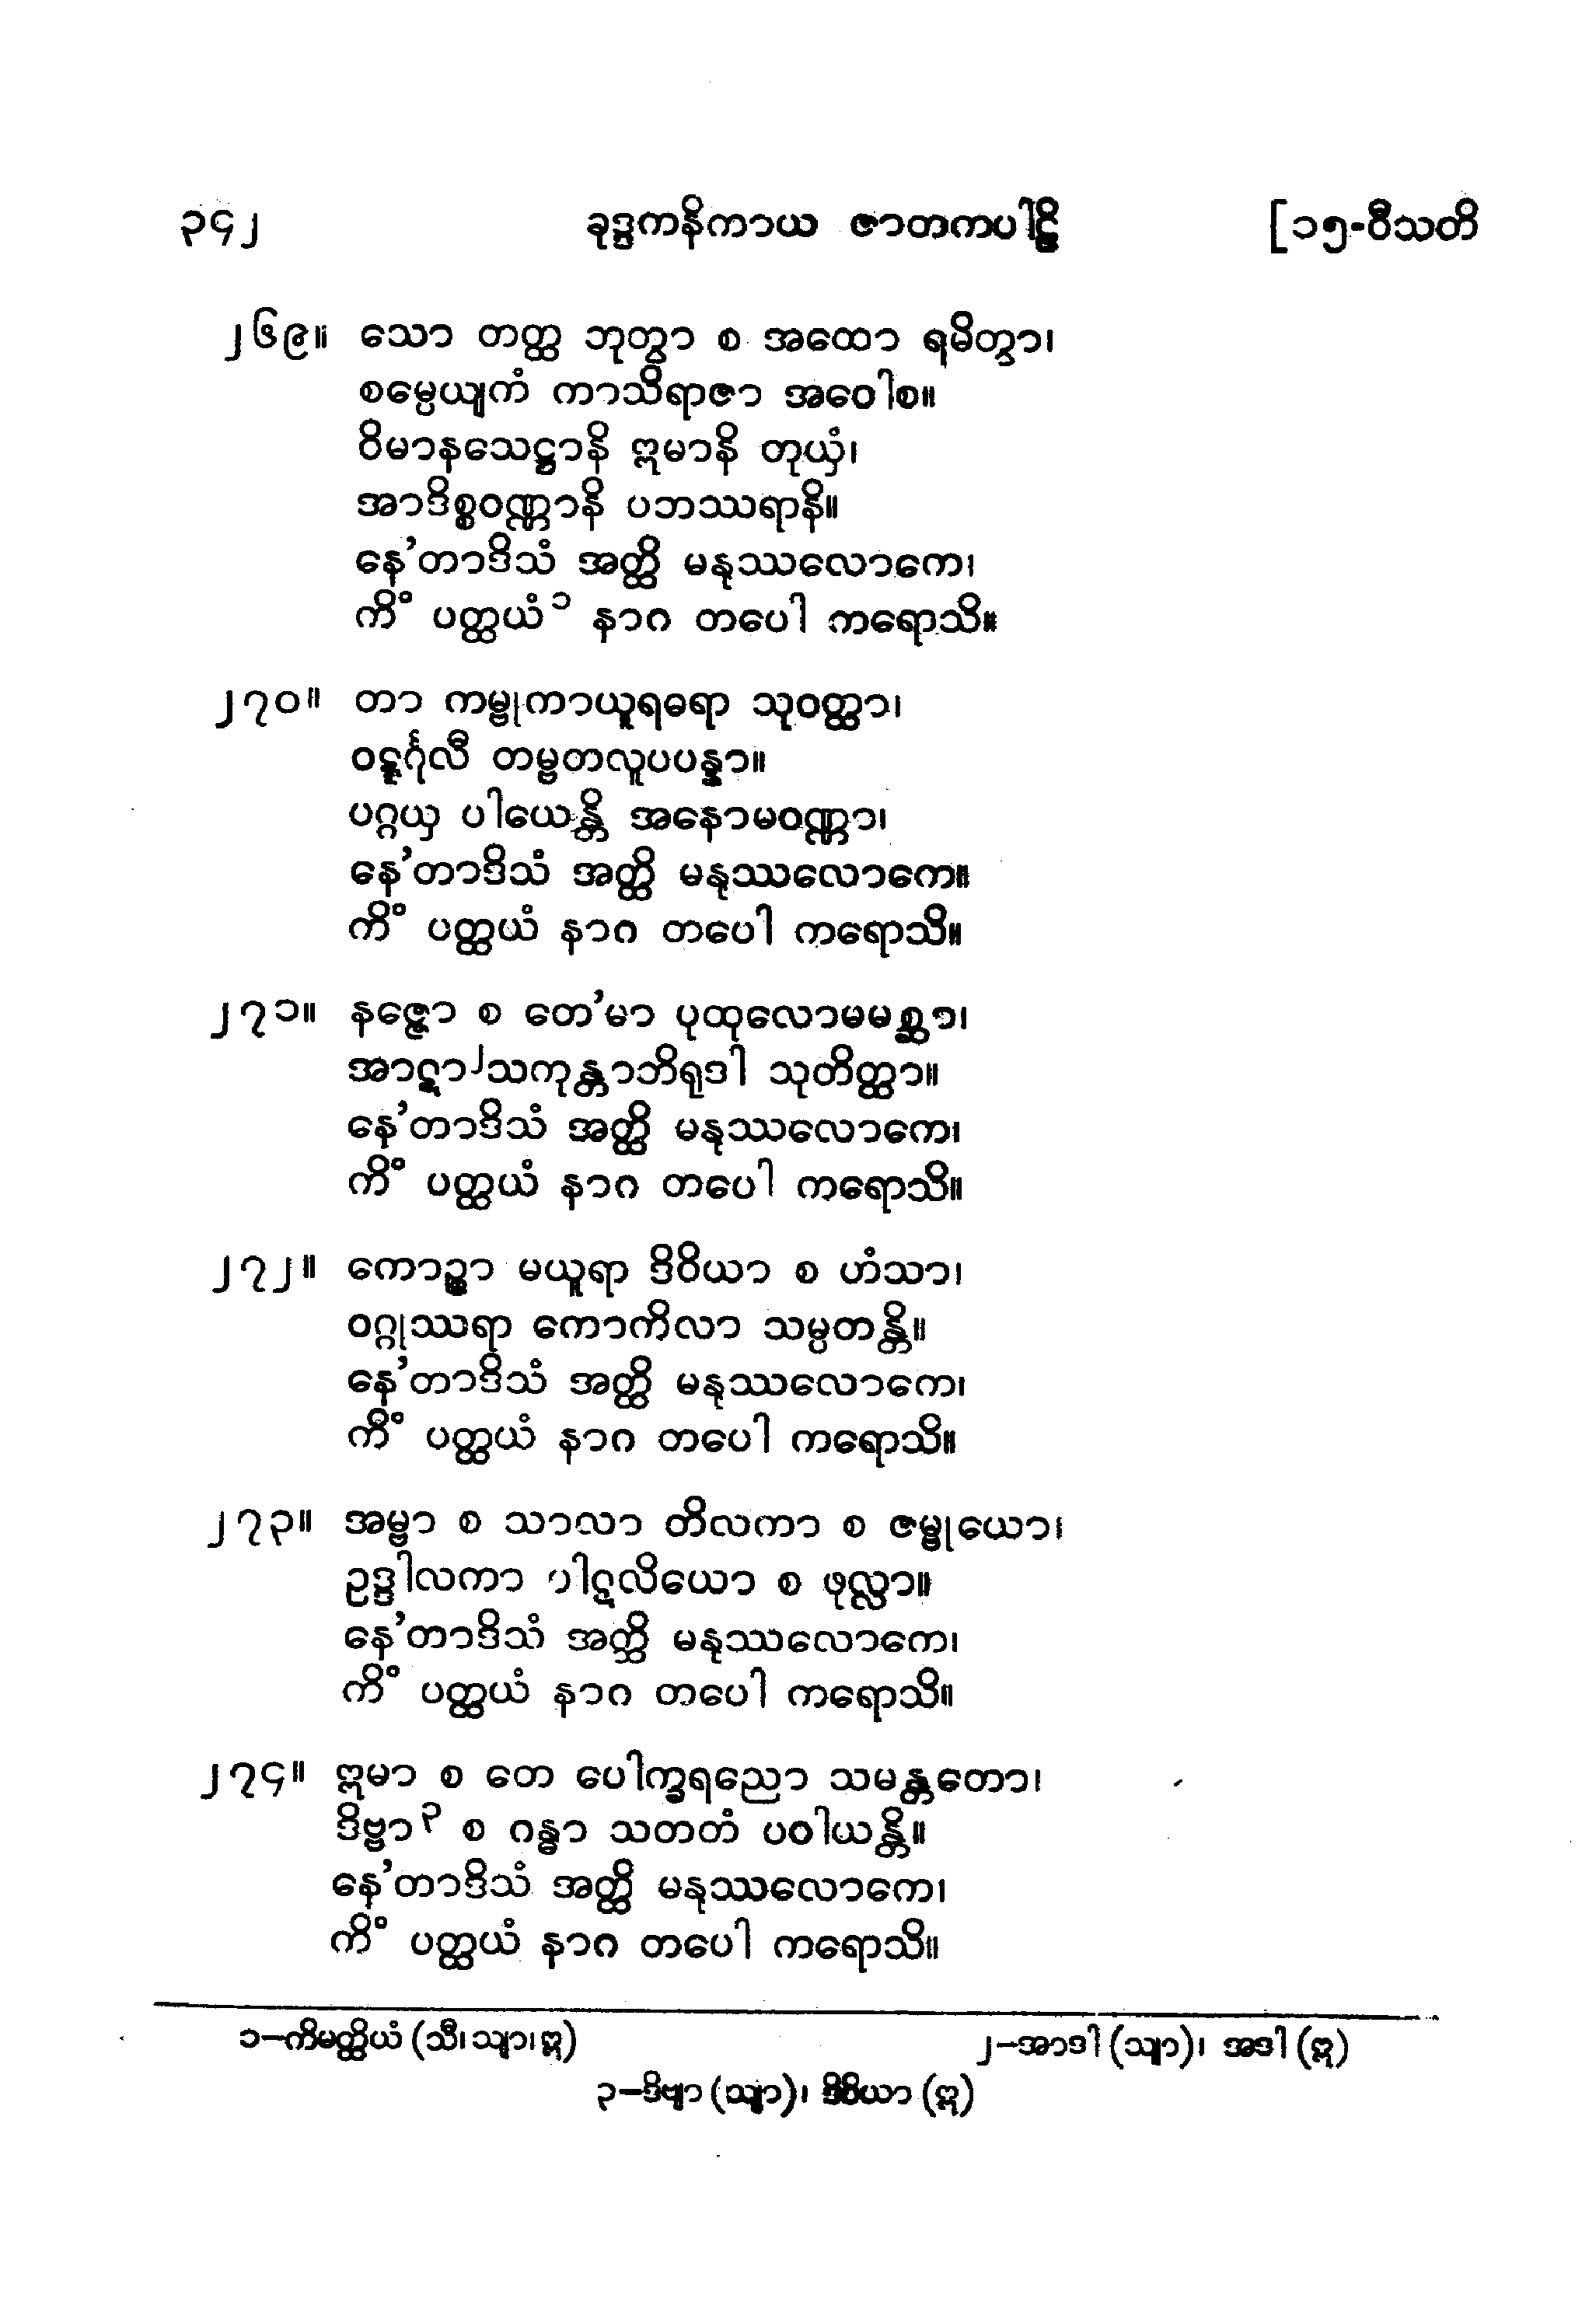 ၃၄၂ ခုဒ္ဒကနိကာယ ဇာတကပါဠိ [၁၅-ဝီသတိ
၂၆၉။ သော တတ္ထ ဘုတွာ စ အထော ရမိတွာ၊
စမ္ပေယျကံ ကာသိရာဇာ အဝေါစ။
ဝိမာနသေဋ္ဌာနိ ဣမာနိ တုယှံ၊
အာဒိစ္စဝဏ္ဏာနိ ပဘဿရာနိ။
နေ'တာဒိသံ အတ္ထိ မနုဿလောကေ၊
ကိံ ပတ္ထယံ၁ နာဂ တပေါ ကရောသိ။
၂၇၀။ တာ ကမ္ဗုကာယူရဓရာ သုဝတ္ထာ၊
ဝဋ္ဋင်္ဂုလီ တမ္ဗတလူပပန္နာ။
ပဂ္ဂယှ ပါယေန္တိ အနောမဝဏ္ဏာ၊
နေ'တာဒိသံ အတ္ထိ မနုဿလောကေ။
ကိံ ပတ္ထယံ နာဂ တပေါ ကရောသိ။
၂၇၁။ နဇ္ဇော စ တေ'မာ ပုထုလောမမစ္ဆာ၊
အာဋာ၂သကုန္တာဘိရုဒါ သုတိတ္ထာ။
နေ'တာဒိသံ အတ္ထိ မနုဿလောကေ၊
ကိံ ပတ္ထယံ နာဂ တပေါ ကရောသိ။
၂၇၂။ ကောဉ္စာ မယူရာ ဒိဝိယာ စ ဟံသာ၊
ဝဂ္ဂုဿရာ ကောကိလာ သမ္ပတန္တိ။
နေ'တာဒိသံ အတ္ထိ မနုဿလောကေ၊
ကိံ ပတ္ထယံ နာဂ တပေါ ကရောသိ။
၂၇၃။ အမ္ဗာ စ သာလာ တိလကာ စ ဇမ္ဗုယော၊
ဥဒ္ဒါလကာ ပါဋလိယော စ ဖုလ္လာ။
နေ'တာဒိသံ အတ္ထိ မနုဿလောကေ၊
ကိံ ပတ္ထယံ နာဂ တပေါ ကရောသိ။
၂၇၄။ ဣမာ စ တေ ပေါက္ခရညော သမန္တတော၊
ဒိဗ္ဗာ၃ စ ဂန္ဓာ သတတံ ပဝါယန္တိ။
နေ'တာဒိသံ အတ္ထိ မနုဿလောကေ၊
ကိံ ပတ္ထယံ နာဂ တပေါ ကရောသိ။
၁–ကိမတ္ထိယံ (သီ၊ သျာ၊ ဣ) ၂–အာဒါ (သျာ)၊ အဒါ (ဣ)
၃–ဒိဗျာ (သျာ)၊ ဒိဝိယာ (ဣ)